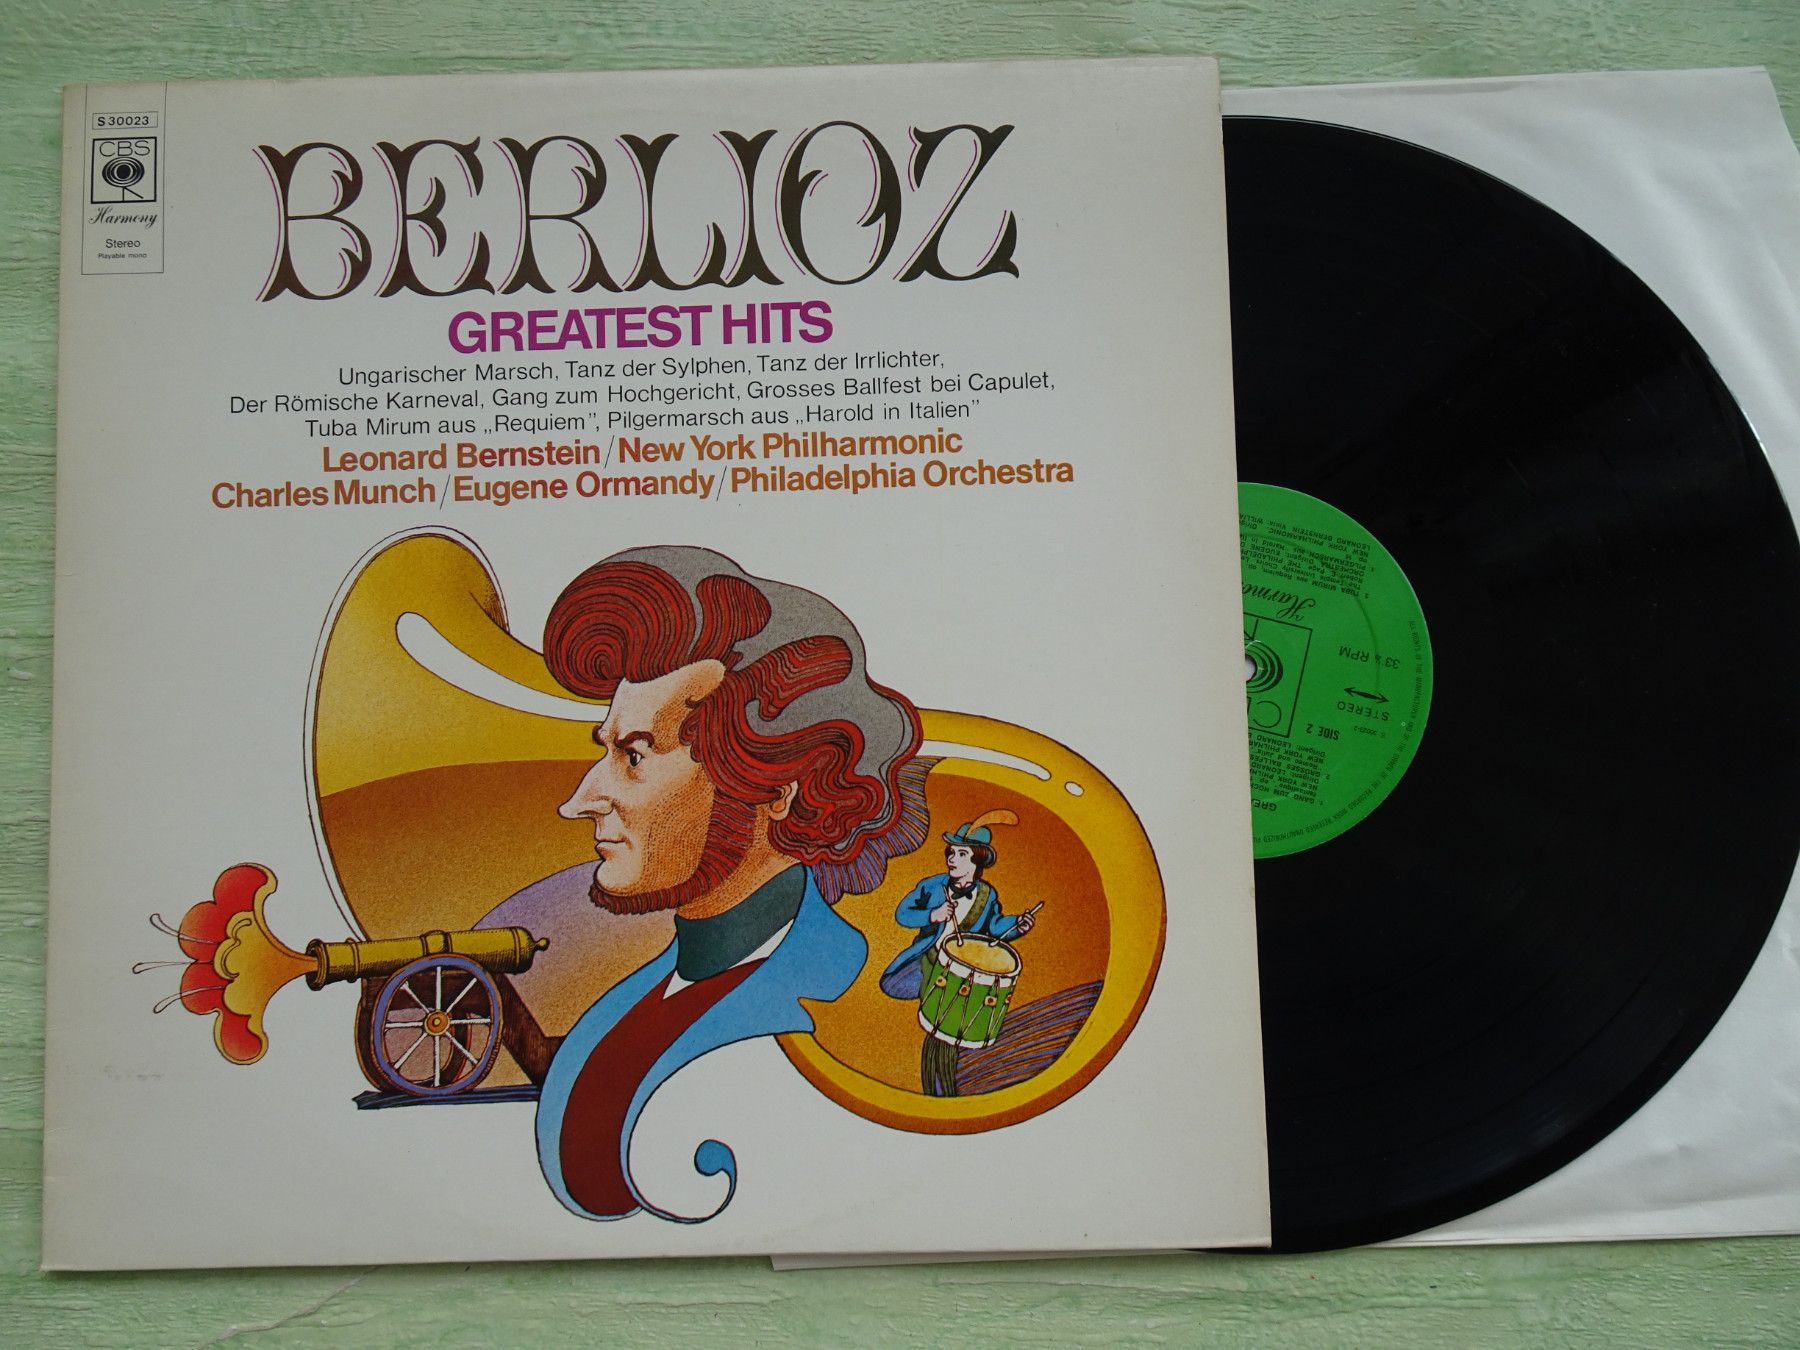 S 30023
CBS
Harmony
Stereo
Playable mono
BERLIOZ
GREATEST HITS
Ungarischer Marsch, Tanz der Sylphen, Tanz der Irrlichter,
Der Römische Karneval, Gang zum Hochgericht, Grosses Ballfest bei Capulet,
Tuba Mirum aus „Requiem”, Pilgermarsch aus „Harold in Italien”
Leonard Bernstein/New York Philharmonic
Charles Munch/Eugene Ormandy/Philadelphia Orchestra
STEREO
33⅓ RPM
SIDE 2